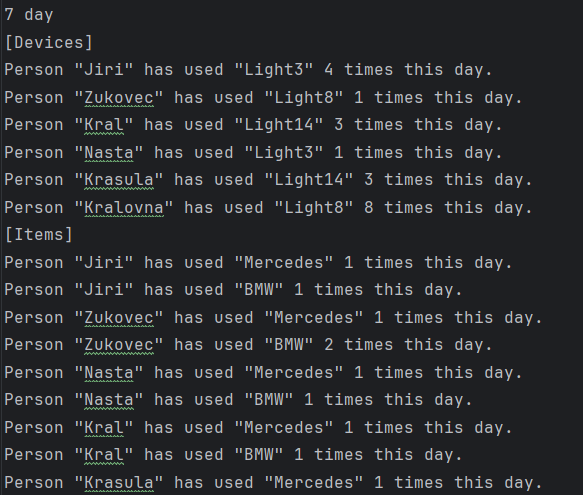 7 day
[Devices]
Person "Jiri" has used "Light3" 4 times this day.
Person "Zukovec" has used "Light8" 1 times this day.
Person "Kral" has used "Light14" 3 times this day.
Person "Nasta" has used "Light3" 1 times this day.
Person "Krasula" has used "Light14" 3 times this day.
Person "Kralovna" has used "Light8" 8 times this day.
[Items]
Person "Jiri" has used "Mercedes" 1 times this day.
Person "Jiri" has used "BMW" 1 times this day.
Person "Zukovec" has used "Mercedes" 1 times this day.
Person "Zukovec" has used "BMW" 2 times this day.
Person "Nasta" has used "Mercedes" 1 times this day.
Person "Nasta" has used "BMW" 1 times this day.
Person "Kral" has used "Mercedes" 1 times this day.
Person "Kral" has used "BMW" 1 times this day.
Person "Krasula" has used "Mercedes" 1 times this day.